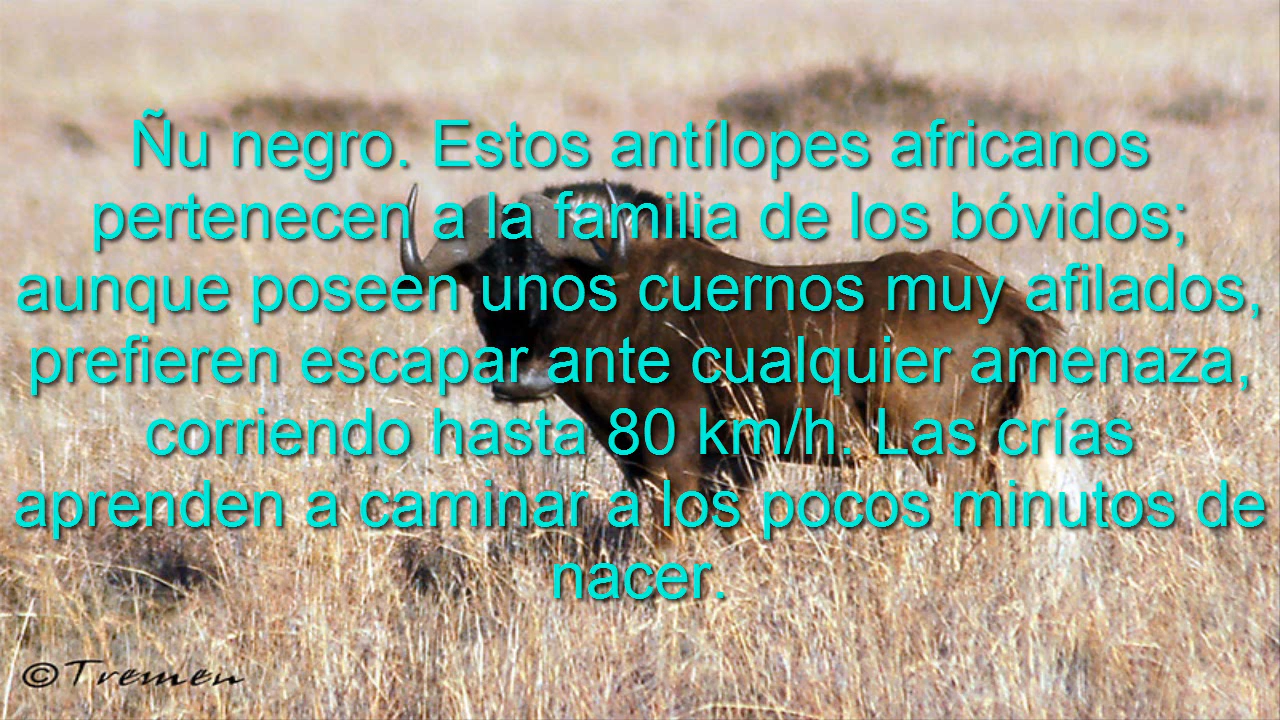 Ñu negro. Estos antílopes africanos
pertenecen a la familia de los bóvidos;
aunque poseen unos cuernos muy afilados,
prefieren escapar ante cualquier amenaza,
corriendo hasta 80 km/h. Las crías
aprenden a caminar a los pocos minutos de
nacer.
©Tremen